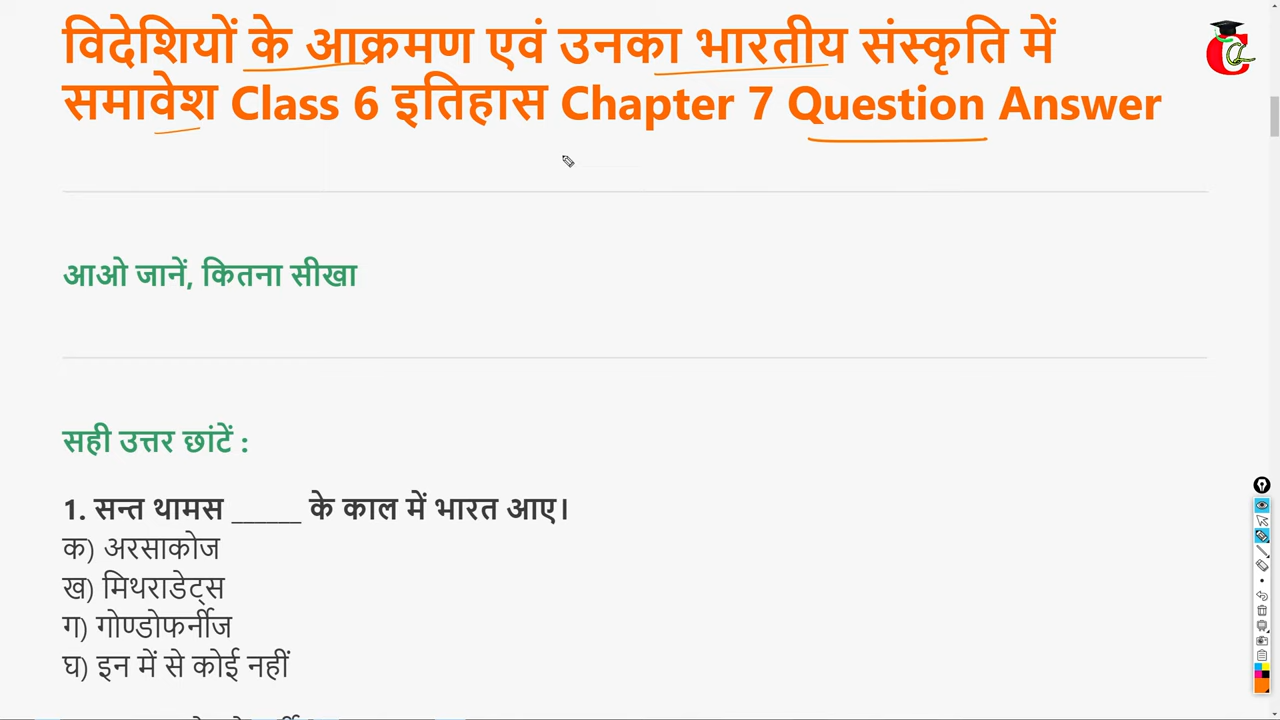 विदेशियों के आक्रमण एवं उनका भारतीय संस्कृति में
समावेश Class 6 इतिहास Chapter 7 Question Answer
आओ जानें, कितना सीखा
सही उत्तर छांटें :
1. सन्त थामस ______ के काल में भारत आए।
क) अरसाकोज
ख) मिथराडेट्स
ग) गोण्डोफर्नीज
घ) इन में से कोई नहीं